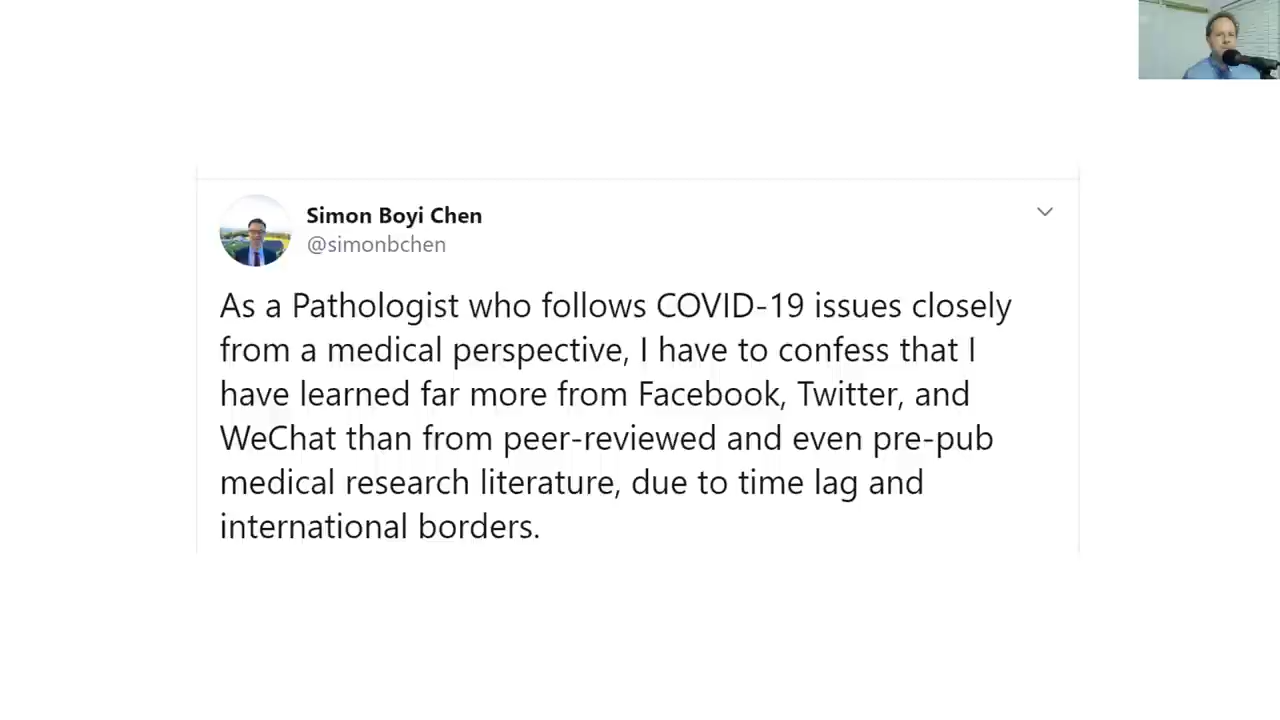 Simon Boyi Chen
@simonbchen
As a Pathologist who follows COVID-19 issues closely
from a medical perspective, I have to confess that I
have learned far more from Facebook, Twitter, and
WeChat than from peer-reviewed and even pre-pub
medical research literature, due to time lag and
international borders.